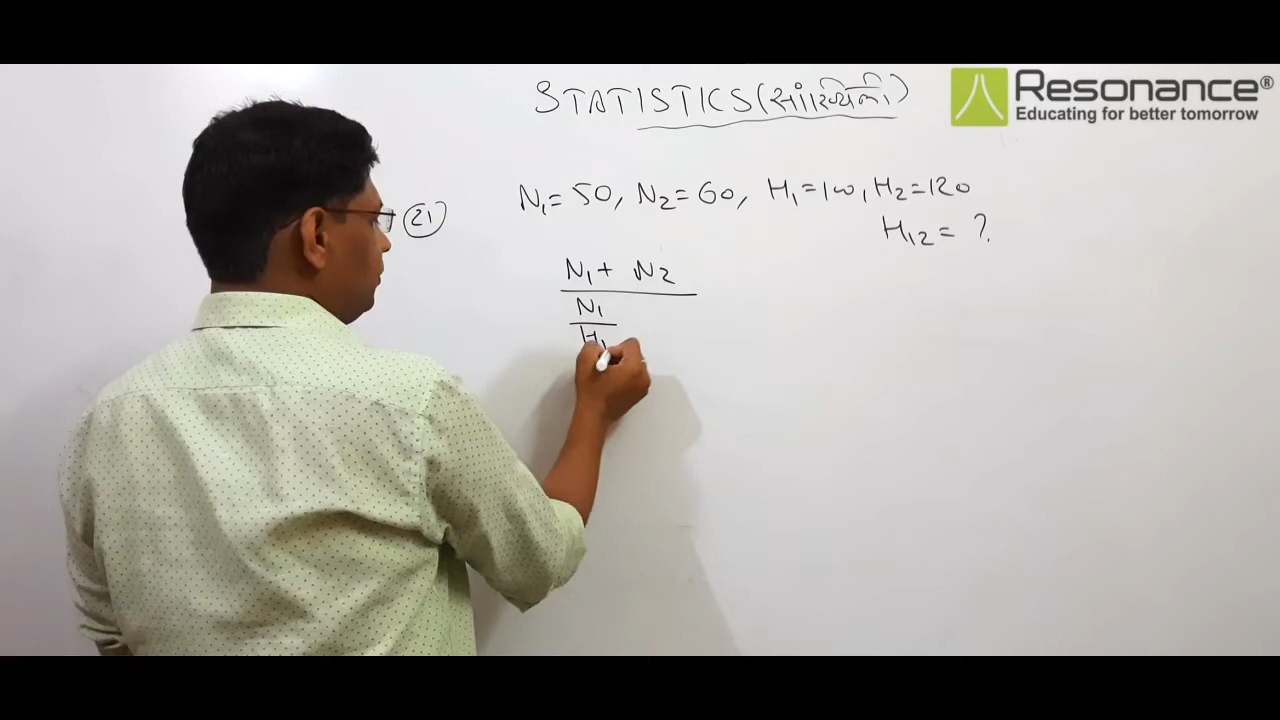 STATISTICS (सांख्यिकी)
Resonance®
Educating for better tomorrow
21
N1 = 50, N2 = 60, H1 = 100, H2 = 120
H12 = ?
N1 + N2
N1
H1